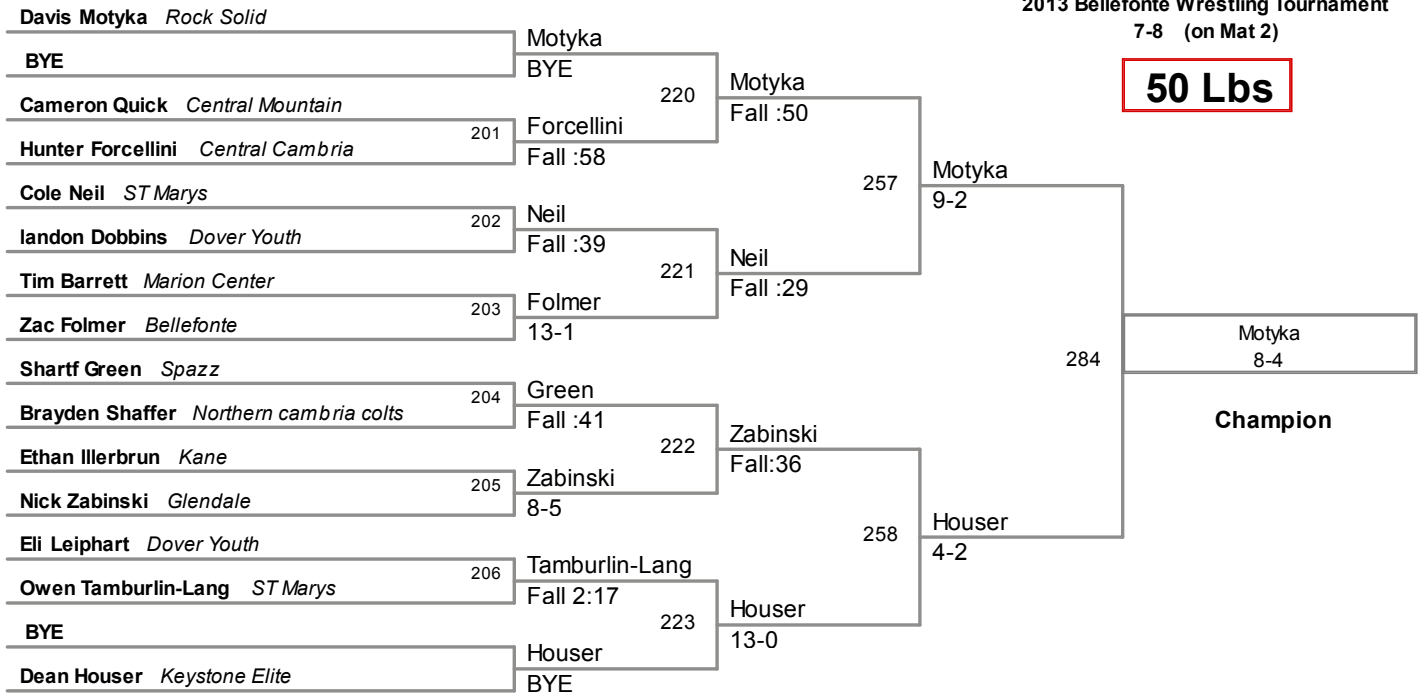 2013 Bellefonte Wrestling Tournament
7-8 (on Mat 2)
50 Lbs
Davis Motyka Rock Solid
BYE
Cameron Quick Central Mountain
201
Hunter Forcellini Central Cambria
Cole Neil ST Marys
202
landon Dobbins Dover Youth
Tim Barrett Marion Center
203
Zac Folmer Bellefonte
Shartf Green Spazz
204
Brayden Shaffer Northern cambria colts
Ethan Illerbrun Kane
205
Nick Zabinski Glendale
Eli Leiphart Dover Youth
206
Owen Tamburlin-Lang ST Marys
BYE
Dean Houser Keystone Elite
Motyka
BYE
220
Forcellini
Fall :58
Neil
Fall :39
221
Folmer
13-1
Green
Fall :41
222
Zabinski
8-5
Tamburlin-Lang
Fall 2:17
223
Houser
BYE
Motyka
Fall :50
257
Neil
Fall :29
Zabinski
Fall:36
258
Houser
13-0
Motyka
9-2
284
Houser
4-2
Motyka
8-4
Champion